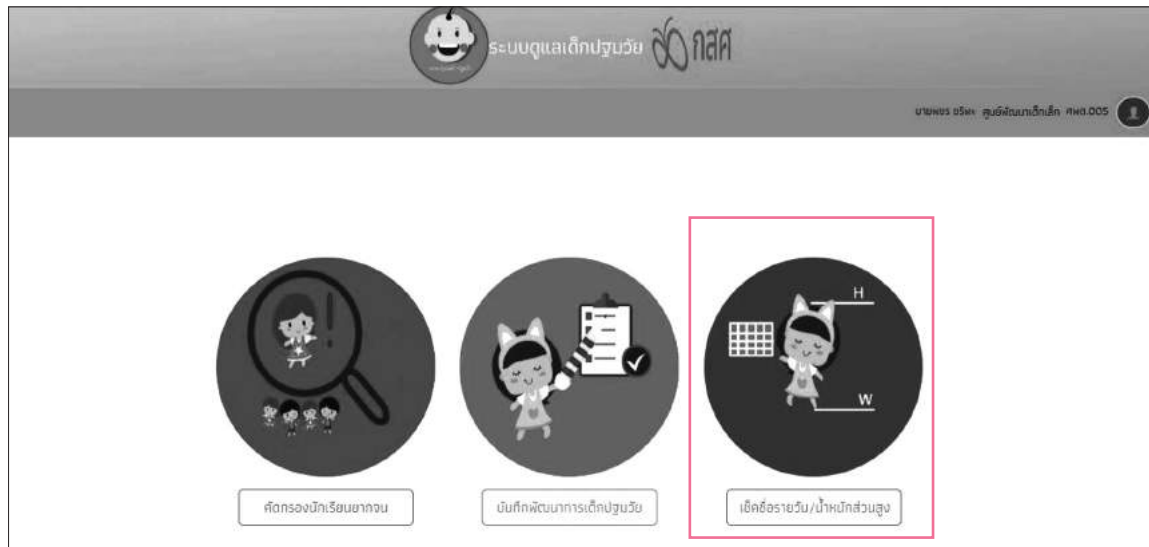 ระบบดูแลเด็กปฐมวัย กสศ
ศูนย์พัฒนาเด็กเล็ก ศพด.005
H
W
คัดกรองนักเรียนยากจน
บันทึกพัฒนาการเด็กปฐมวัย
เช็คชื่อรายวัน/น้ำหนักส่วนสูง